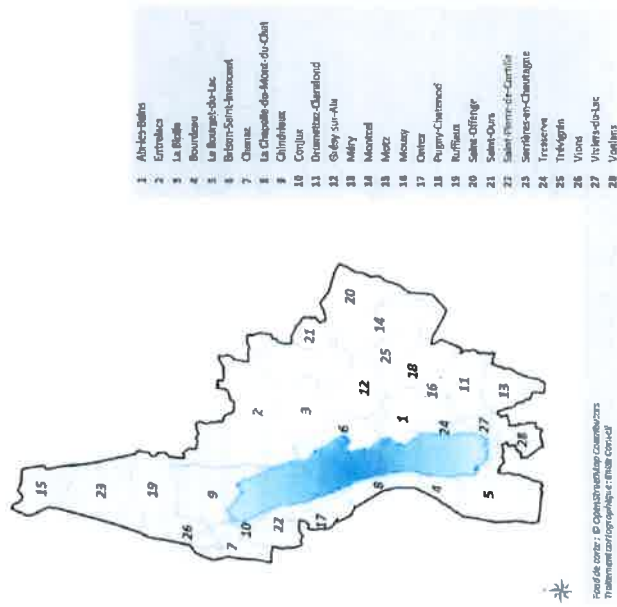 1 Aix-les-Bains
2 Entrelacs
3 La Biolle
4 Bourdeau
5 Le Bourget-du-Lac
6 Brison-Saint-Innocent
7 Chanaz
8 La Chapelle-du-Mont-du-Chat
9 Chindrieux
10 Conjux
11 Drumettaz-Clarafond
12 Grésy-sur-Aix
13 Méry
14 Montcel
15 Motz
16 Mouxy
17 Ontex
18 Pugny-Chatenod
19 Ruffieux
20 Saint-Offenge
21 Saint-Ours
22 Saint-Pierre-de-Curtille
23 Serrières-en-Chautagne
24 Tresserve
25 Trévignin
26 Vions
27 Viviers-du-Lac
28 Voglans
15
23
19
26
9
7
10
22
2
21
3
20
17
6
14
25
12
8
18
1
16
4
24
11
5
27
13
28
Fond de carte : © OpenStreetMap contributors
Traitement cartographique :